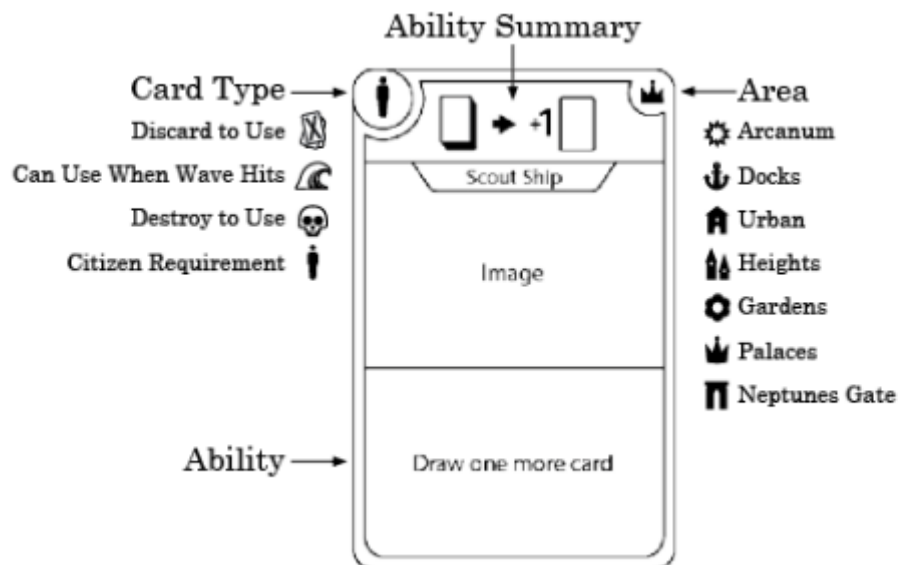 Ability Summary
Card Type
Area
Discard to Use
Can Use When Wave Hits
Destroy to Use
Citizen Requirement
+1
Scout Ship
Image
Arcanum
Docks
Urban
Heights
Gardens
Palaces
Neptunes Gate
Ability
Draw one more card